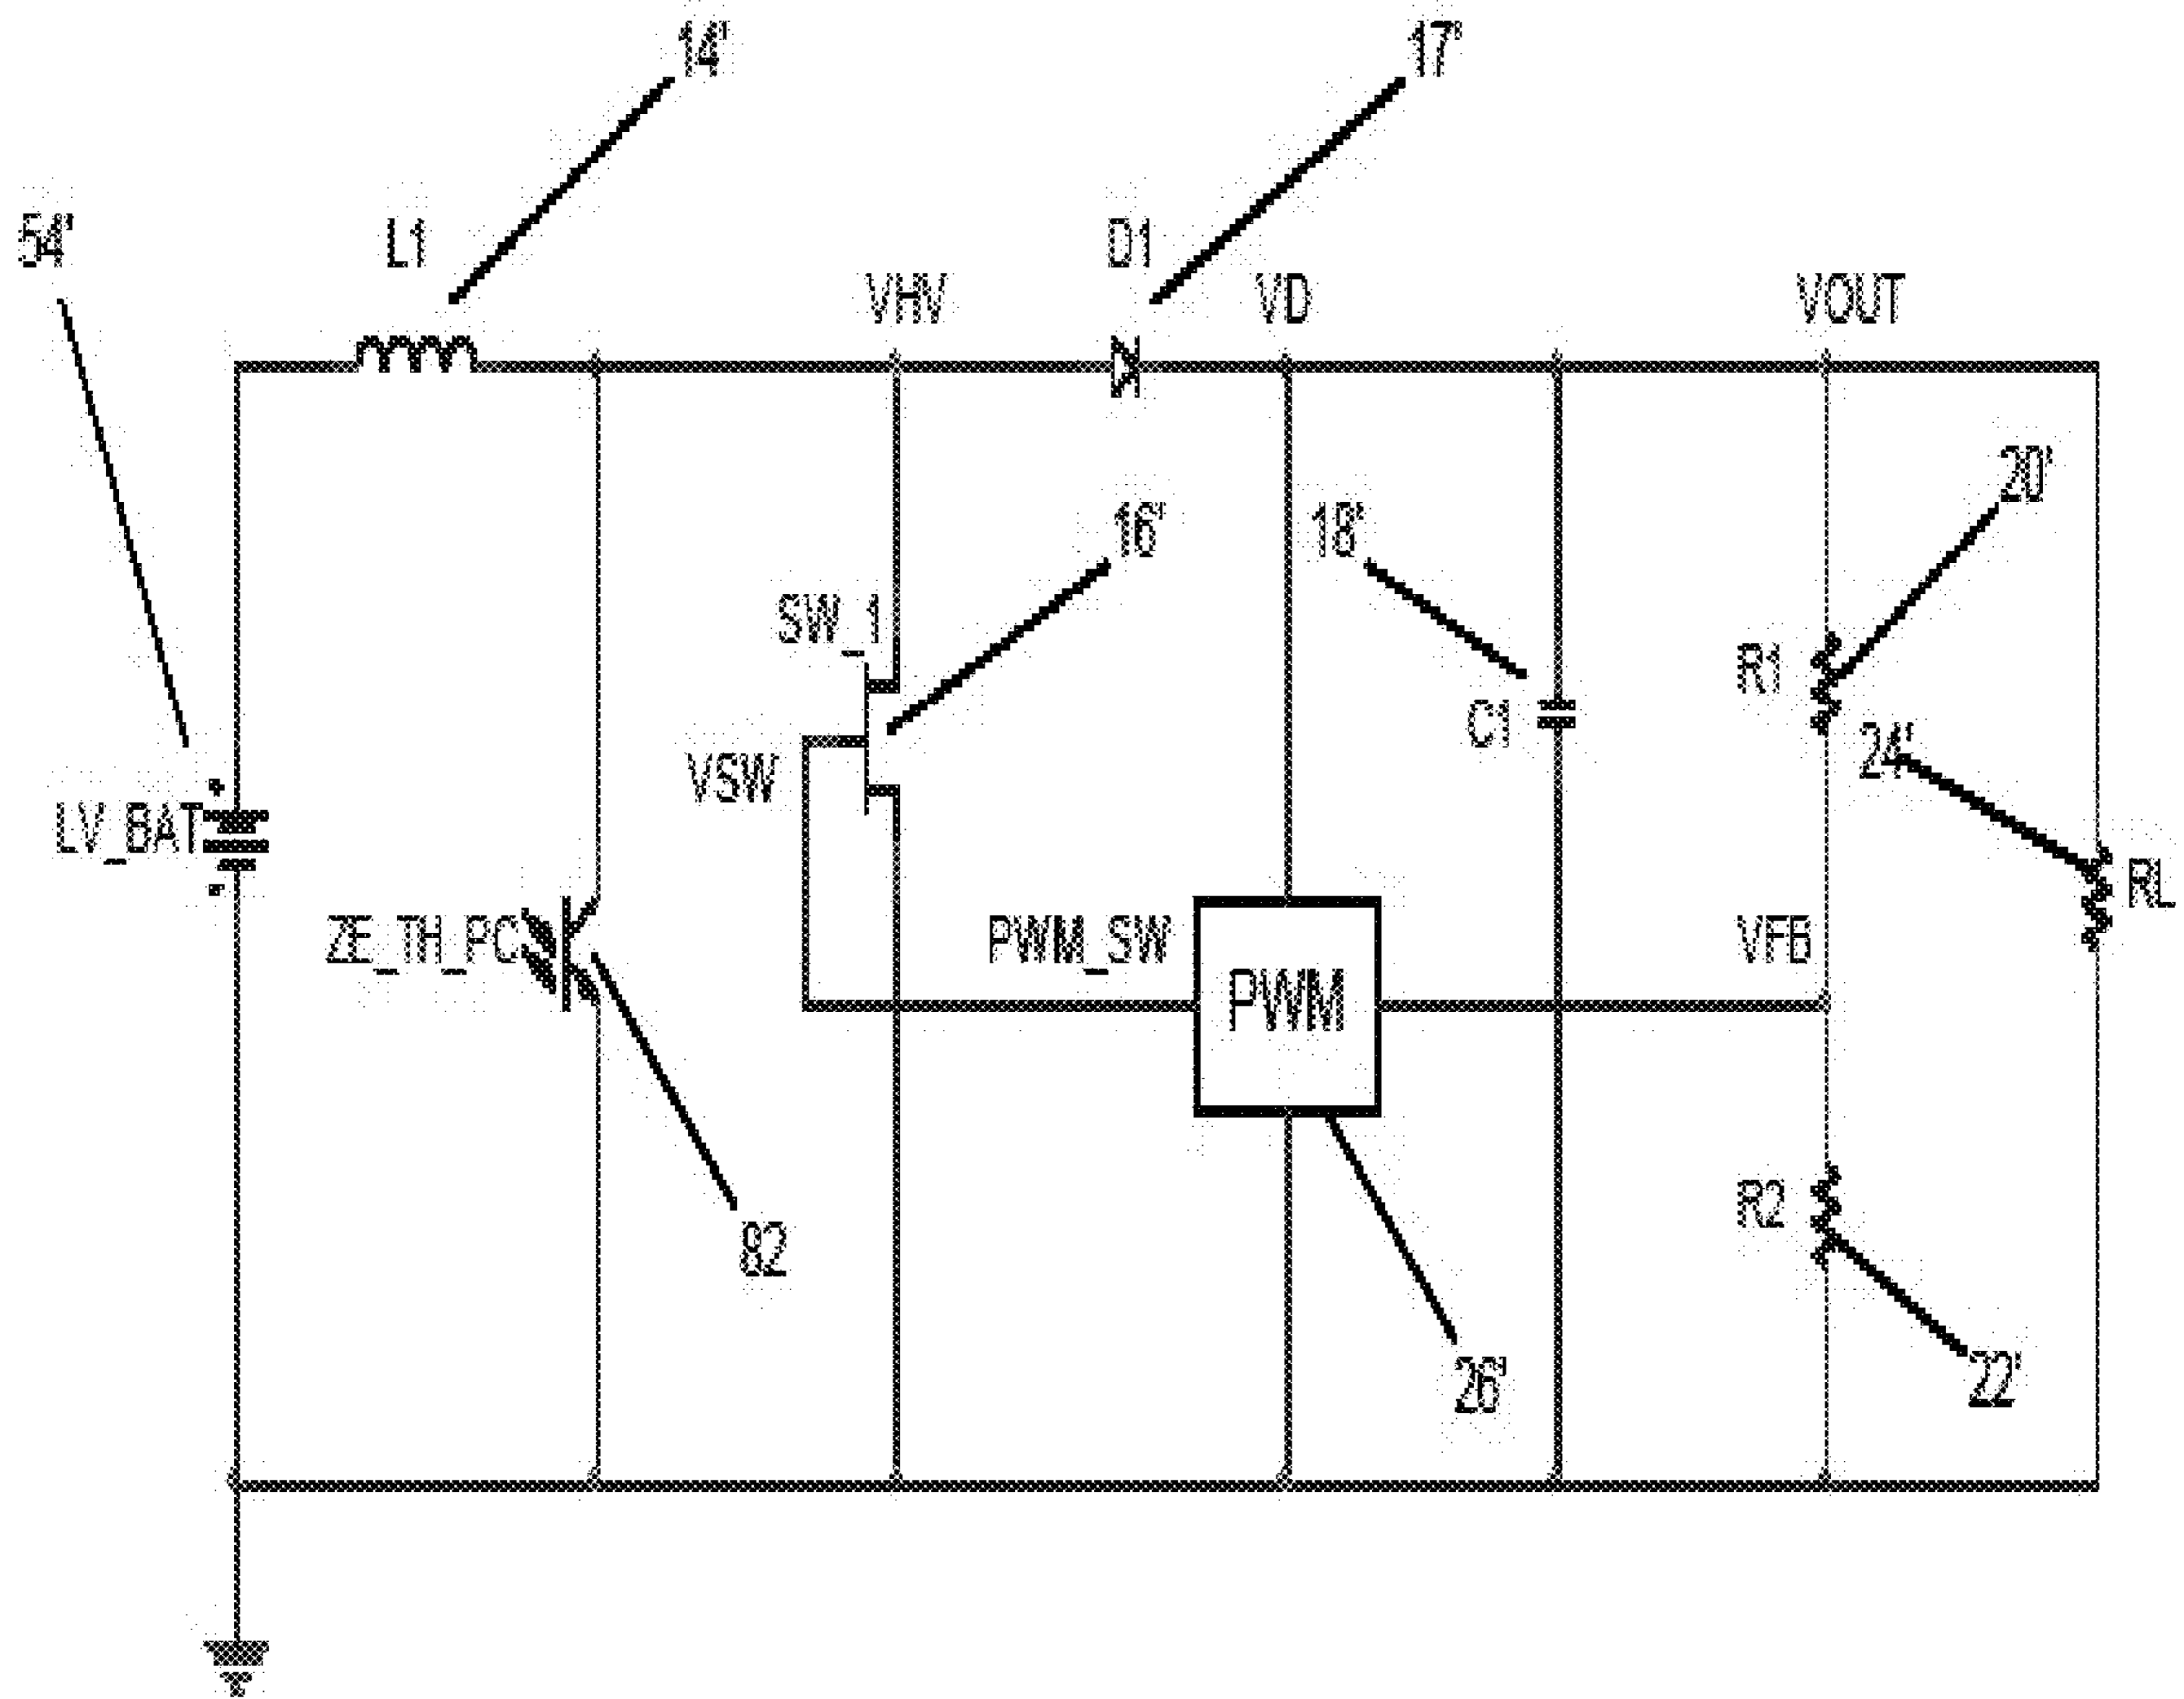 14'
17'
54'
L1
D1
VHV
VD
VOUT
20'
16'
18'
SW_1
R1
C1
24'
VSW
LV_BAT
RL
ZE_TH_PC
PWM_SW
VFB
PWM
R2
82
26'
22'